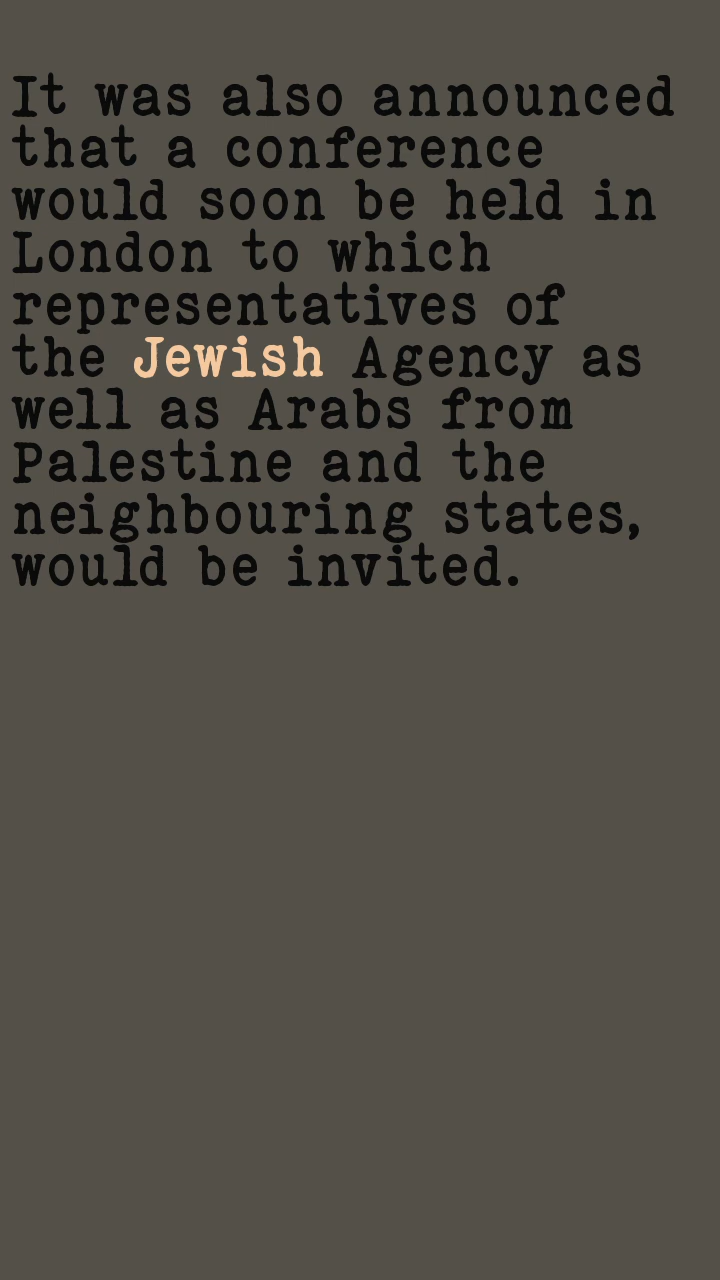 It was also announced
that a conference
would soon be held in
London to which
representatives of
the Jewish Agency as
well as Arabs from
Palestine and the
neighbouring states,
would be invited.